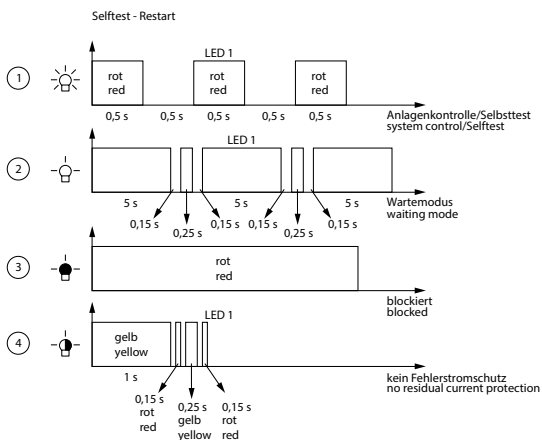 Selftest - Restart
LED 1
1
rot
red
rot
red
rot
red
0,5 s
0,5 s
0,5 s
0,5 s
0,5 s
Anlagenkontrolle/Selbsttest
system control/Selftest
LED 1
2
5 s
5 s
5 s
Wartemodus
waiting mode
0,15 s
0,25 s
0,15 s
0,15 s
0,25 s
0,15 s
3
rot
red
blockiert
blocked
LED 1
4
gelb
yellow
1 s
kein Fehlerstromschutz
no residual current protection
0,15 s
rot
red
0,25 s
gelb
yellow
0,15 s
rot
red